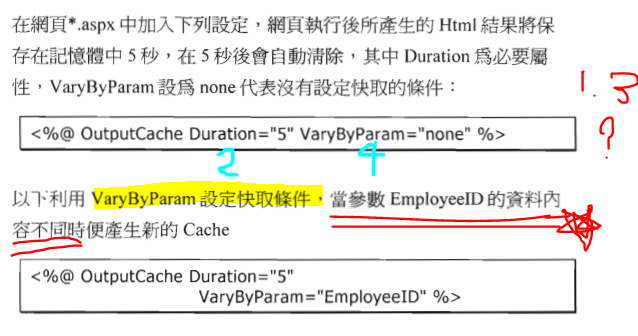 在網頁*.aspx 中加入下列設定，網頁執行後所產生的 Html 結果將保
存在記憶體中 5 秒，在 5 秒後會自動清除，其中 Duration 為必要屬
性，VaryByParam 設為 none 代表沒有設定快取的條件：
1.3
?
<%@ OutputCache Duration="5" VaryByParam="none" %>
2 4
以下利用 VaryByParam 設定快取條件，當參數 EmployeeID 的資料內
容不同時便產生新的 Cache
<%@ OutputCache Duration="5"
VaryByParam="EmployeeID" %>